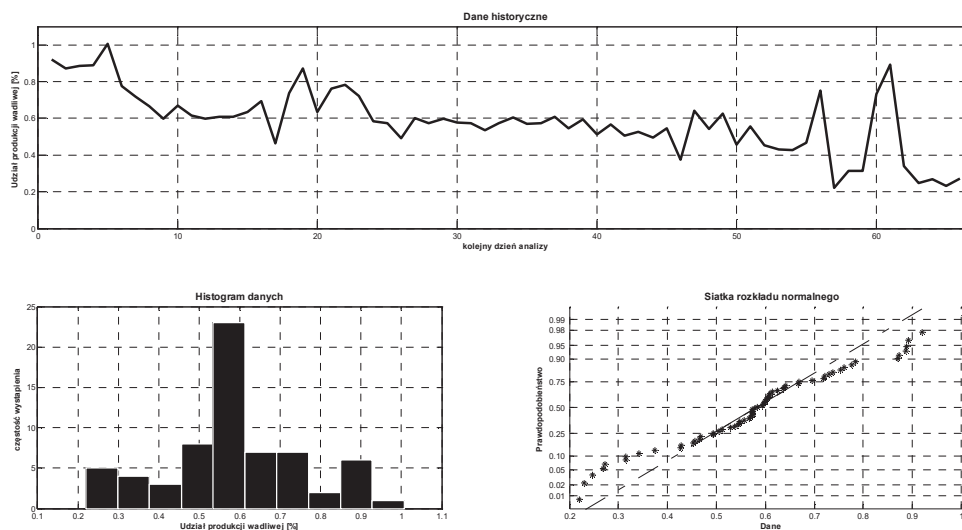 Dane historyczne
Udział produkcji wadliwej [%]
1
0.8
0.6
0.4
0.2
0
0 10 20 30 40 50 60
kolejny dzień analizy
Histogram danych
częstość wystąpienia
25
20
15
10
5
0
0.1 0.2 0.3 0.4 0.5 0.6 0.7 0.8 0.9 1 1.1
Udział produkcji wadliwej [%]
Siatka rozkładu normalnego
Prawdopodobieństwo
0.99
0.98
0.95
0.90
0.75
0.50
0.25
0.10
0.05
0.02
0.01
0.2 0.3 0.4 0.5 0.6 0.7 0.8 0.9 1
Dane